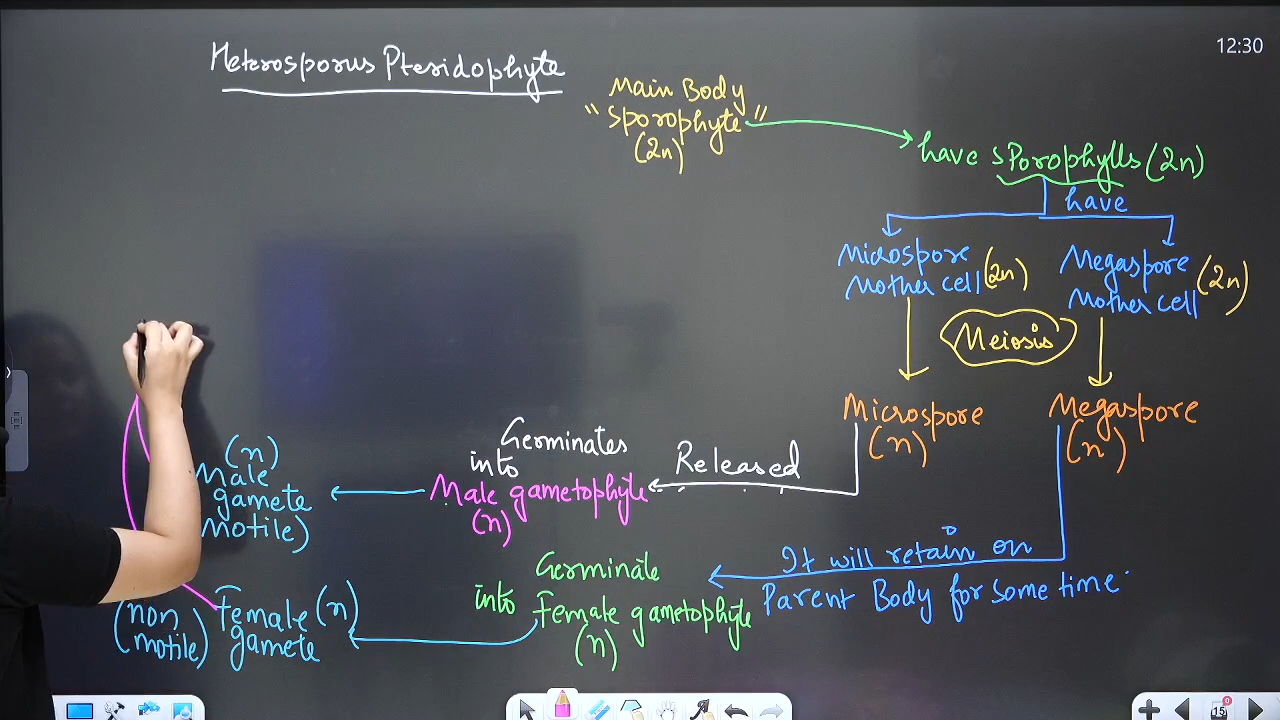 12:30
Heterosporus Pteridophyte
Main Body
"Sporophyte"
(2n)
have sporophylls (2n)
have
Microspore
Mother cell (2n)
Megaspore
Mother cell (2n)
Meiosis
Microspore
(n)
Megaspore
(n)
Released
Germinates
into
Male gametophyte
(n)
(n)
Male
gamete
motile)
It will retain on
Parent Body for some time.
Germinate
into Female gametophyte
(n)
Female (n)
gamete
(non
motile)
15